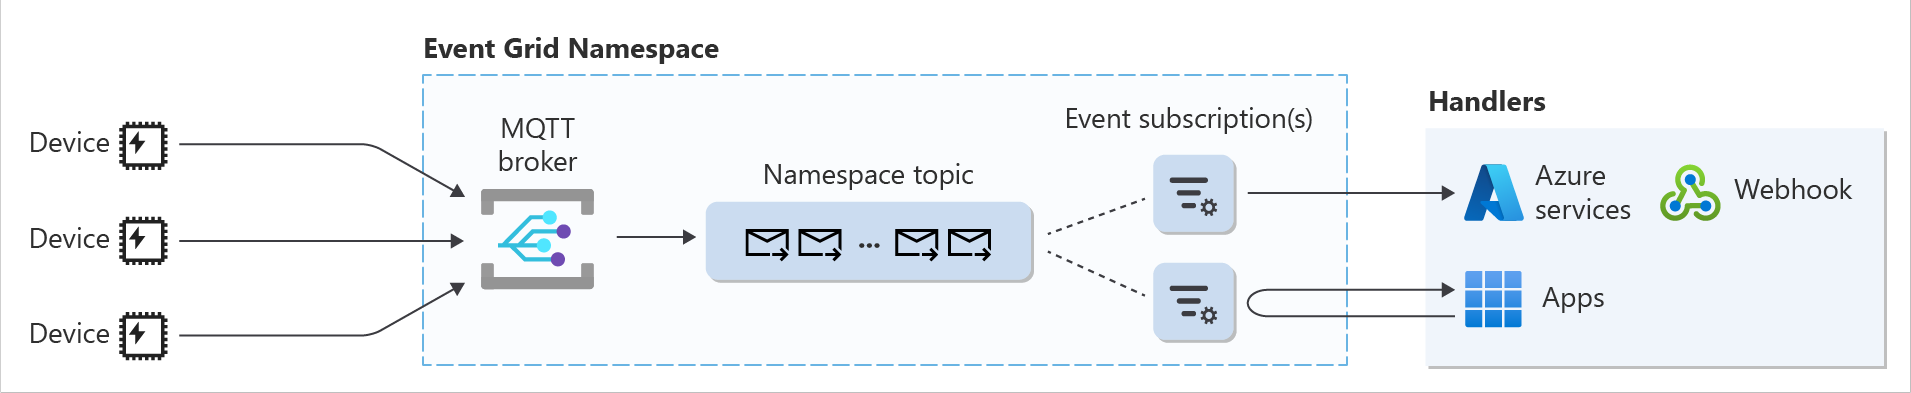 Event Grid Namespace
Device
Device
Device
MQTT
broker
Namespace topic
...
Event subscription(s)
Handlers
Azure
services
Webhook
Apps